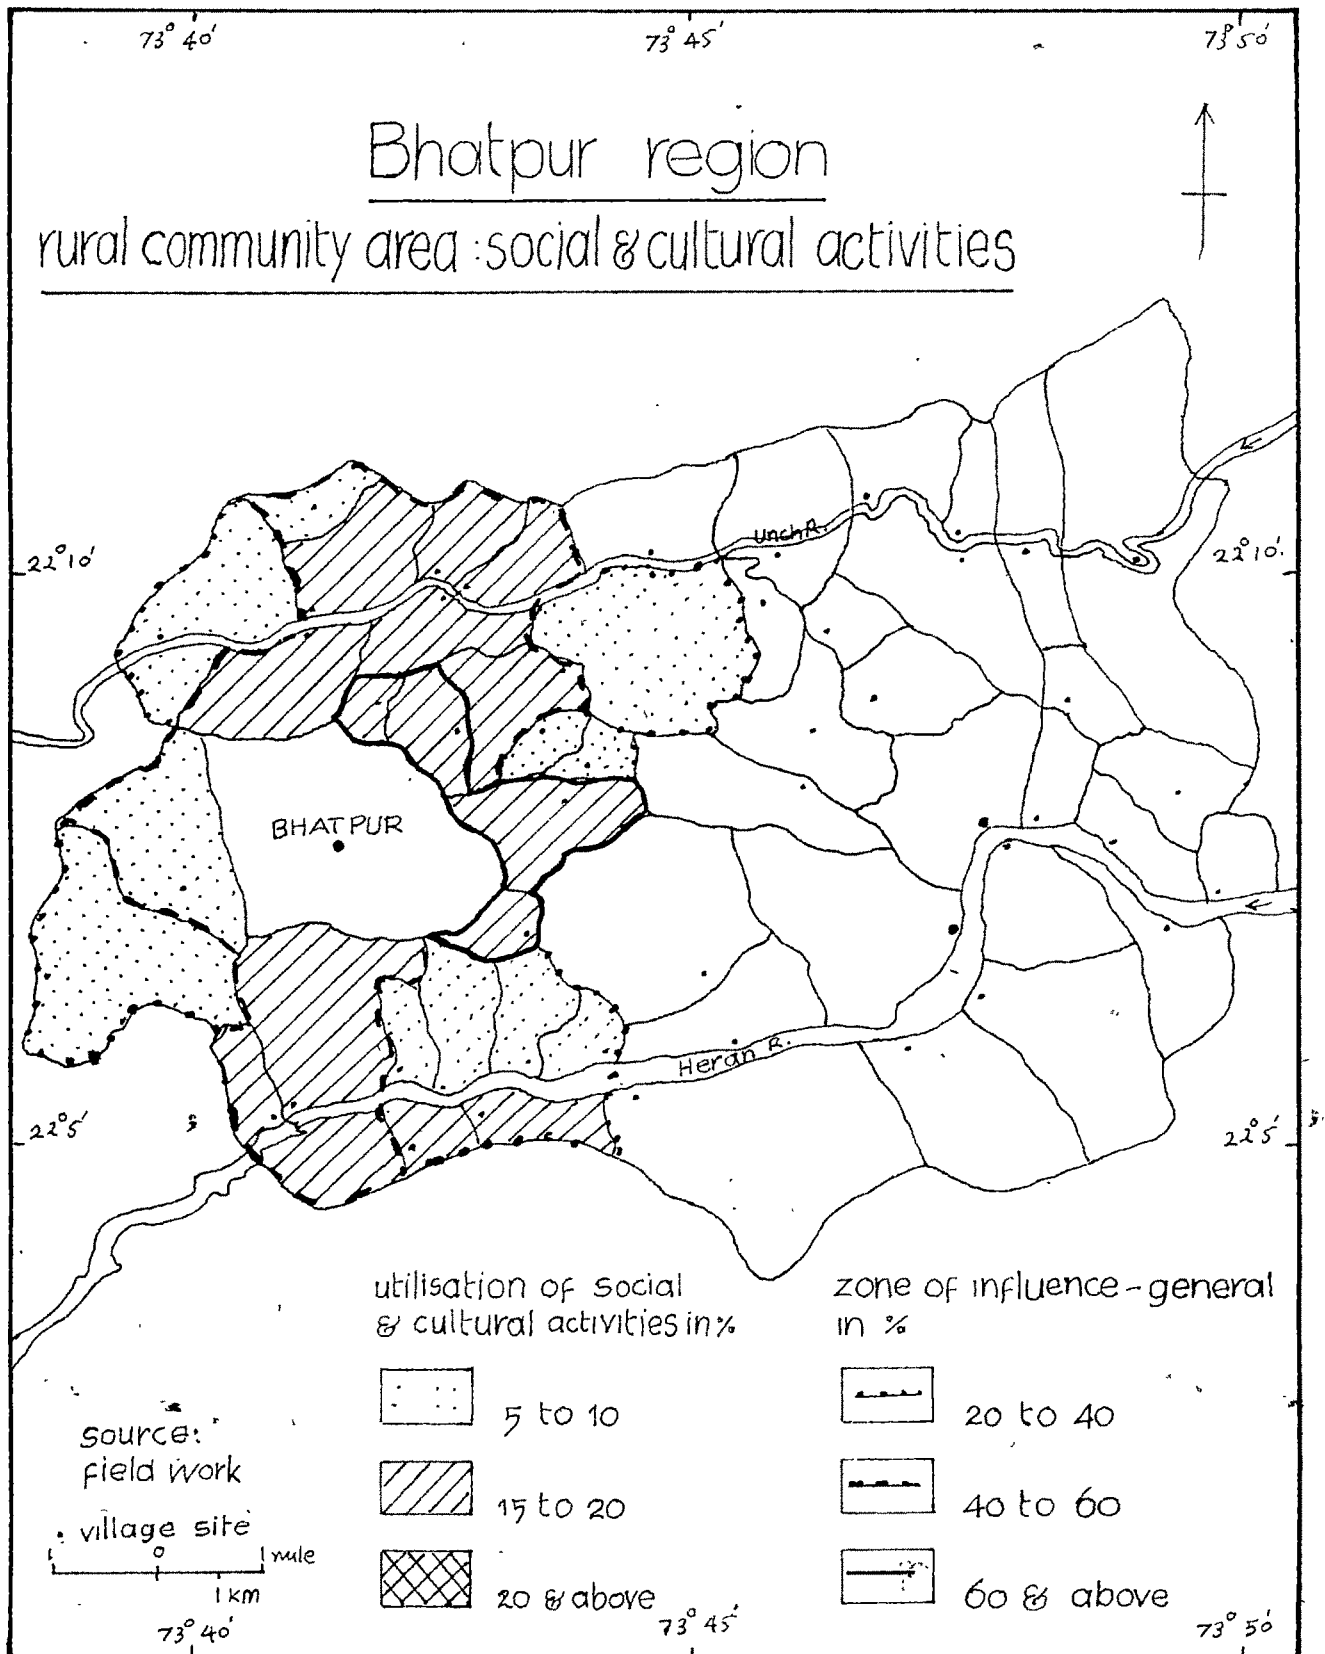 73° 40' 73° 45' 73° 50'
Bhatpur region
rural community area : social & cultural activities
Unch R.
22° 10' 22° 10'
BHATPUR
Heran R.
22° 5' 22° 5'
utilisation of social
& cultural activities in %
5 to 10
15 to 20
20 & above
zone of influence - general
in %
20 to 40
40 to 60
60 & above
source:
field work
• village site
0 1 mile
1 km
73° 40' 73° 45' 73° 50'